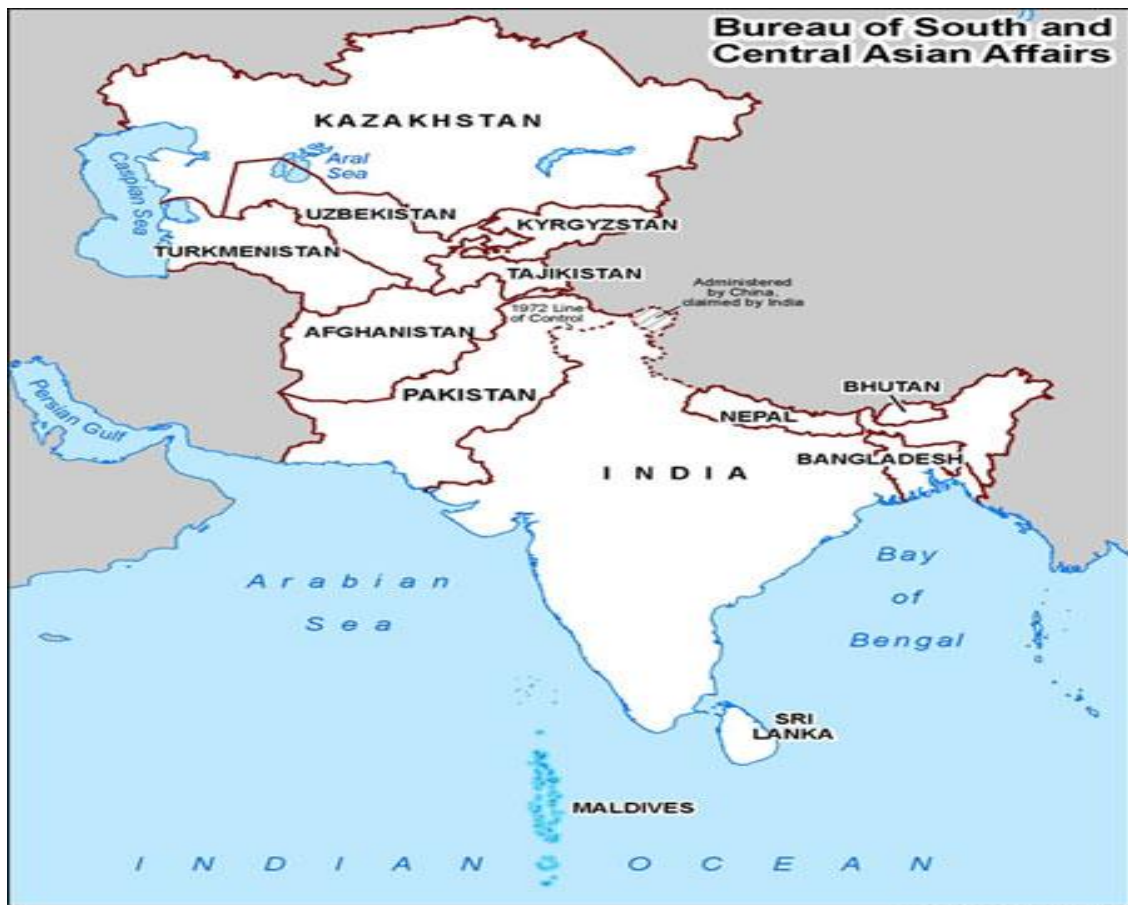 Bureau of South and
Central Asian Affairs
KAZAKHSTAN
Aral
Sea
Caspian Sea
UZBEKISTAN
KYRGYZSTAN
TURKMENISTAN
TAJIKISTAN
Administered
by China,
claimed by India
1972 Line
of Control
AFGHANISTAN
PAKISTAN
BHUTAN
NEPAL
Persian Gulf
INDIA
BANGLADESH
Arabian
Sea
Bay
of
Bengal
SRI
LANKA
MALDIVES
INDIAN OCEAN